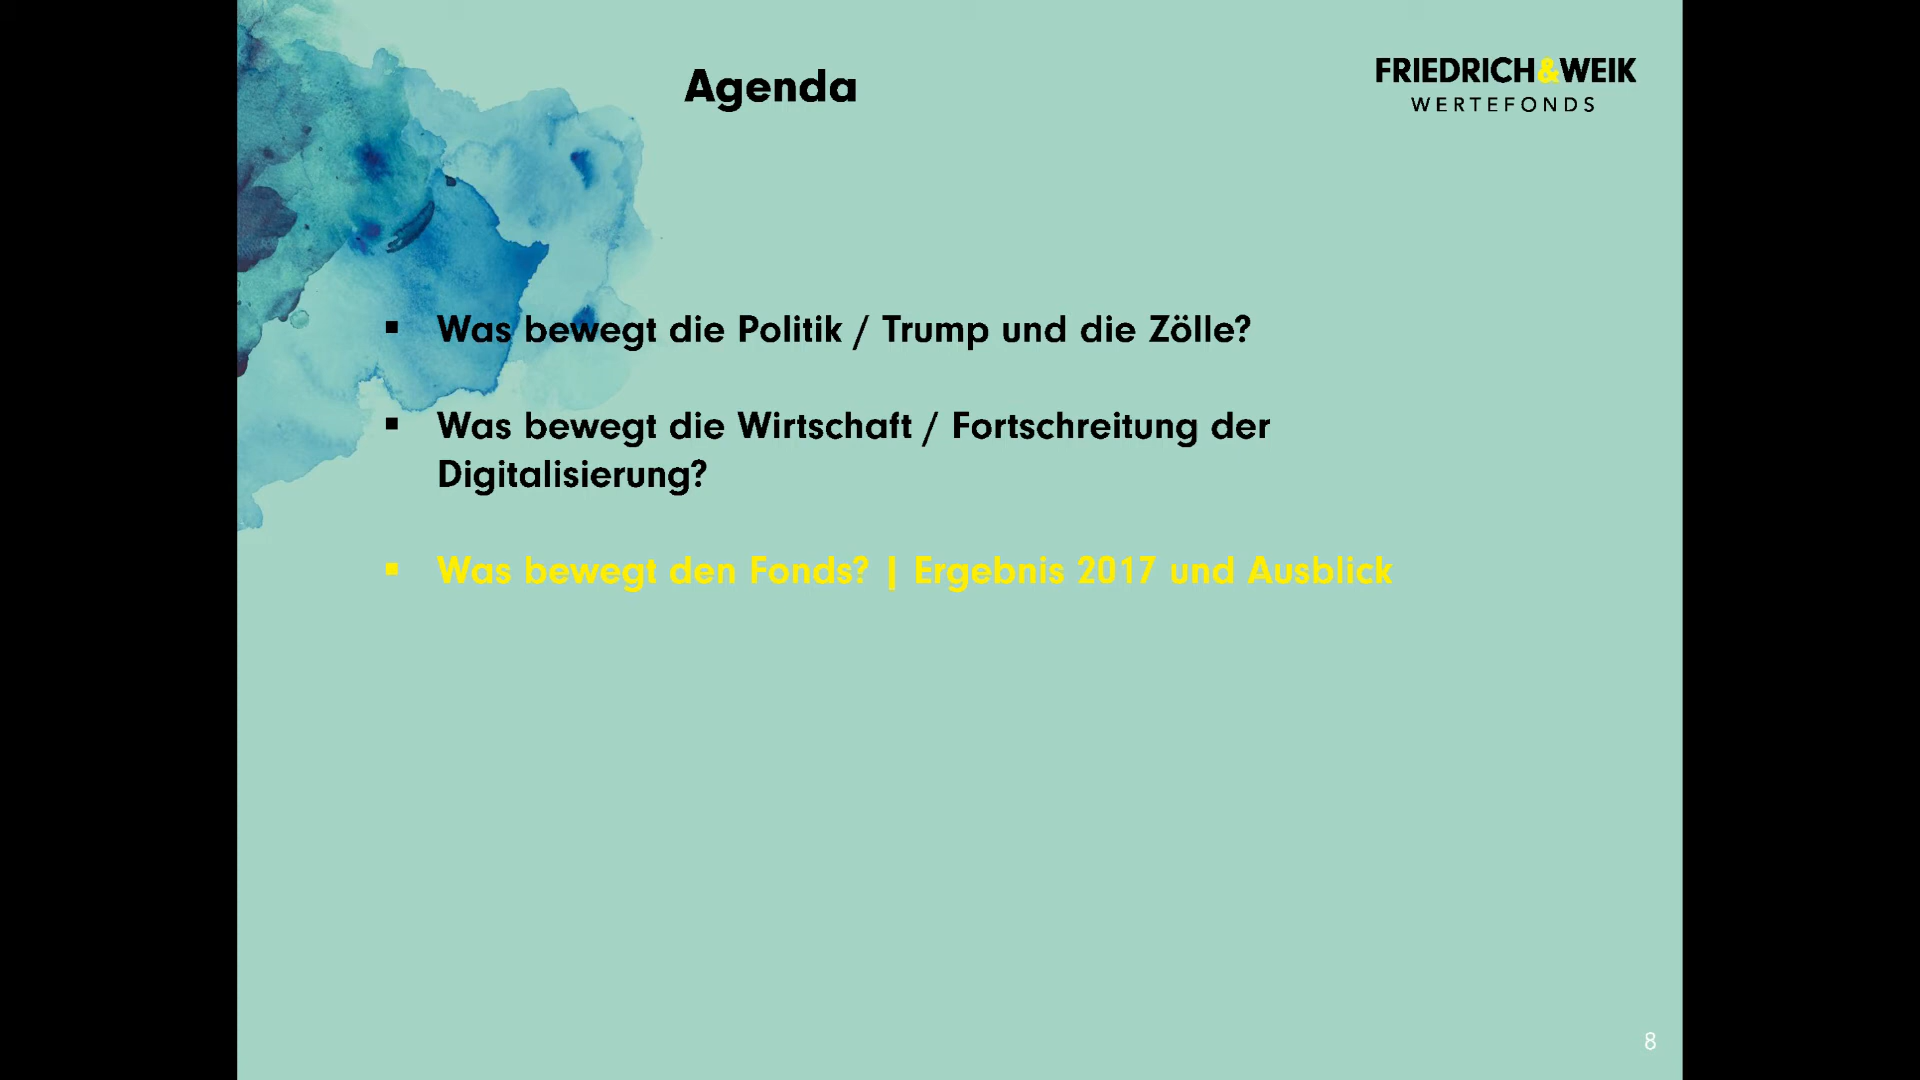 Agenda
FRIEDRICH&WEIK
WERTEFONDS
▪ Was bewegt die Politik / Trump und die Zölle?
▪ Was bewegt die Wirtschaft / Fortschreitung der
Digitalisierung?
▪ Was bewegt den Fonds? | Ergebnis 2017 und Ausblick
8